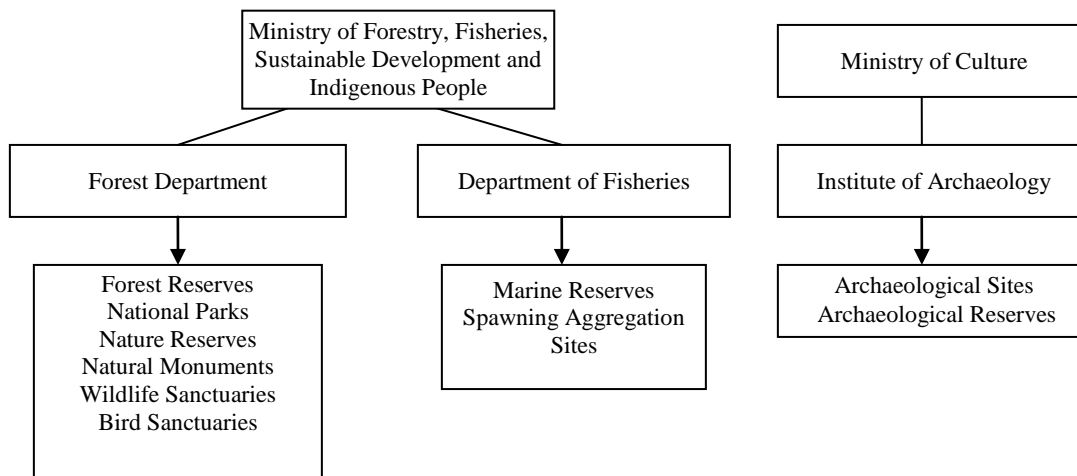 Ministry of Forestry, Fisheries,
Sustainable Development and
Indigenous People
Ministry of Culture
Forest Department
Department of Fisheries
Institute of Archaeology
Forest Reserves
National Parks
Nature Reserves
Natural Monuments
Wildlife Sanctuaries
Bird Sanctuaries
Marine Reserves
Spawning Aggregation
Sites
Archaeological Sites
Archaeological Reserves